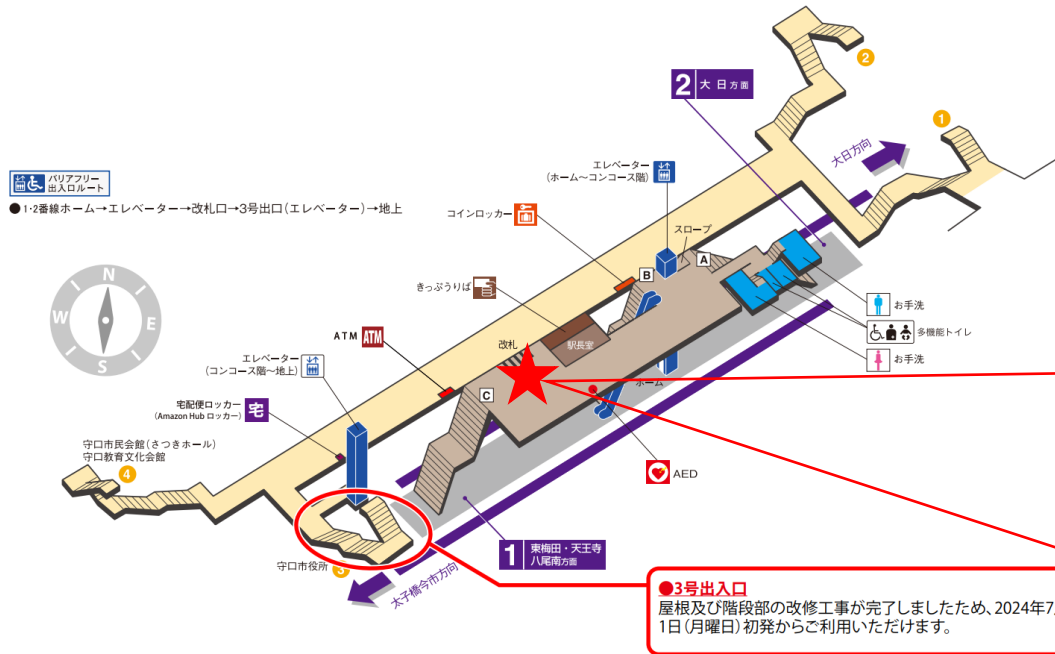 2
2 大 日 方面
1
大日方向
バリアフリー
出入口ルート
エレベーター
(ホーム～コンコース階)
●1・2番線ホーム→エレベーター→改札口→3号出口(エレベーター)→地上
コインロッカー
スロープ
A
B
N
E
S
W
きっぷうりば
お手洗
多機能トイレ
お手洗
ATM ATM
改札
駅長室
エレベーター
(コンコース階～地上)
ホーム
C
宅配便ロッカー
(Amazon Hub ロッカー)
宅
守口市民会館(さつきホール)
守口教育文化会館
4
AED
1 東梅田・天王寺
八尾南方面
守口市役所 3
太子橋今市方向
●3号出入口
屋根及び階段部の改修工事が完了しましたため、2024年7
1日(月曜日)初発からご利用いただけます。